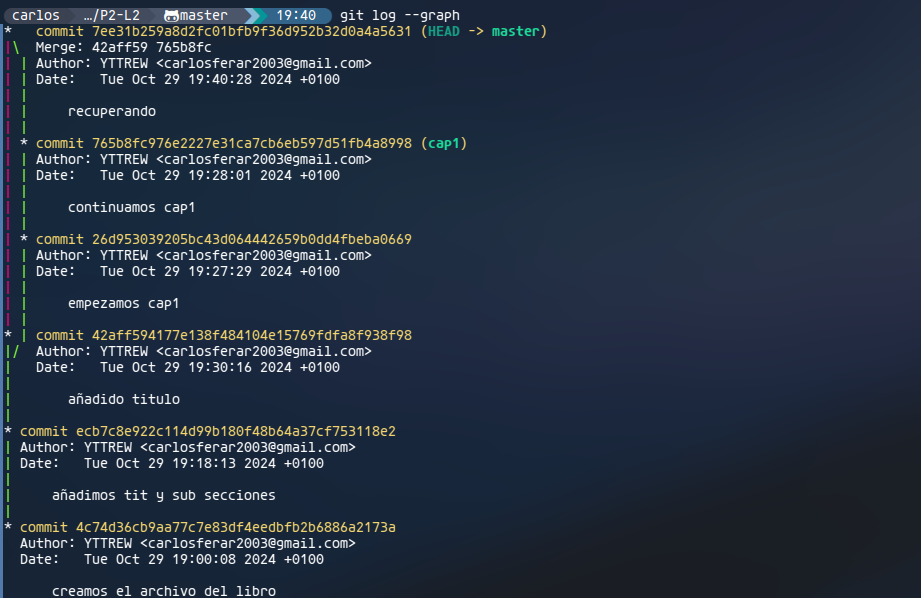 carlos …/P2-L2 master 19:40 git log --graph
* commit 7ee31b259a8d2fc01bfb9f36d952b32d0a4a5631 (HEAD -> master)
|\ Merge: 42aff59 765b8fc
| | Author: YTTREW <carlosferar2003@gmail.com>
| | Date: Tue Oct 29 19:40:28 2024 +0100
| |
| | recuperando
| |
| * commit 765b8fc976e2227e31ca7cb6eb597d51fb4a8998 (cap1)
| | Author: YTTREW <carlosferar2003@gmail.com>
| | Date: Tue Oct 29 19:28:01 2024 +0100
| |
| | continuamos cap1
| |
| * commit 26d953039205bc43d064442659b0dd4fbeba0669
| | Author: YTTREW <carlosferar2003@gmail.com>
| | Date: Tue Oct 29 19:27:29 2024 +0100
| |
| | empezamos cap1
| |
* | commit 42aff594177e138f484104e15769fdfa8f938f98
|/ Author: YTTREW <carlosferar2003@gmail.com>
| Date: Tue Oct 29 19:30:16 2024 +0100
|
| añadido titulo
|
* commit ecb7c8e922c114d99b180f48b64a37cf753118e2
| Author: YTTREW <carlosferar2003@gmail.com>
| Date: Tue Oct 29 19:18:13 2024 +0100
|
| añadimos tit y sub secciones
|
* commit 4c74d36cb9aa77c7e83df4eedbfb2b6886a2173a
Author: YTTREW <carlosferar2003@gmail.com>
Date: Tue Oct 29 19:00:08 2024 +0100
creamos el archivo del libro